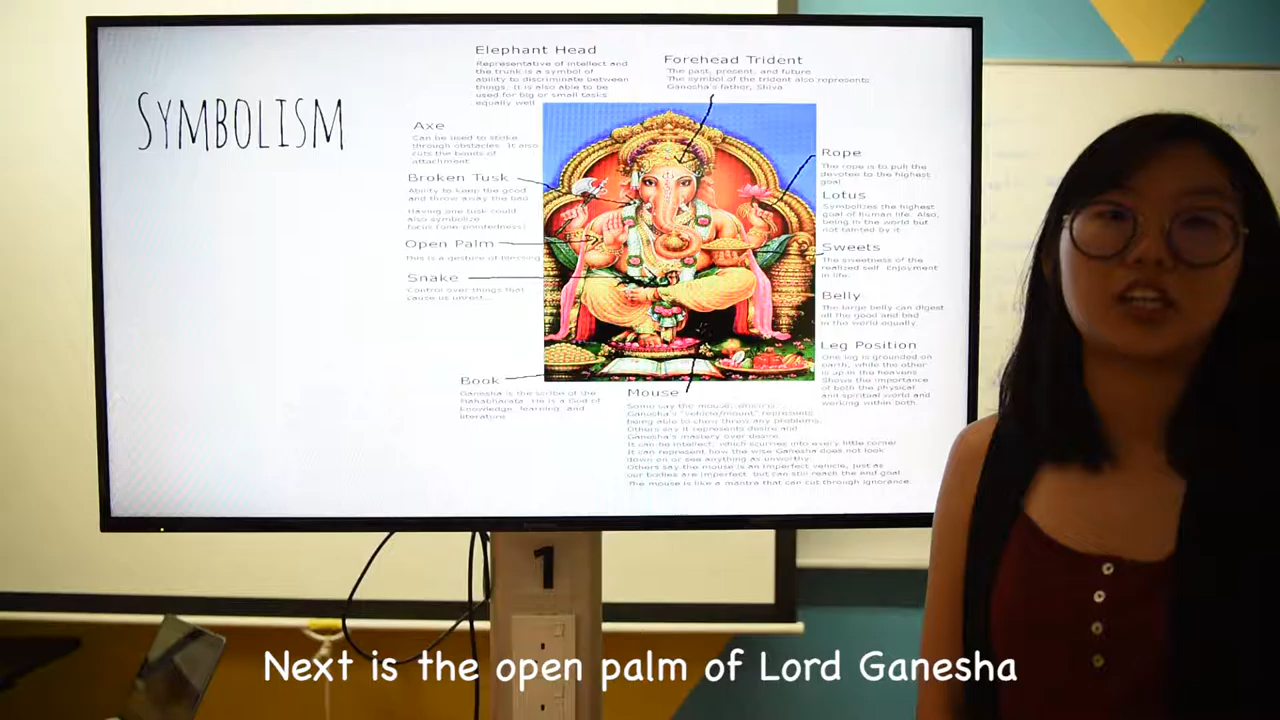 SYMBOLISM
Elephant Head
Representative of intellect and
the trunk is a symbol of
ability to discriminate between
things. It is also able to be
used for big or small tasks
equally well
Forehead Trident
The past, present, and future
The symbol of the trident also represents
Ganesha's father, Shiva
Axe
Can be used to strike
through obstacles. It also
cuts the bonds of
attachment
Broken Tusk
Ability to keep the good
and throw away the bad
Having one tusk could
also symbolize
focus (one-pointedness)
Open Palm
This is a gesture of blessing
Snake
Control over things that
cause us unrest...
Rope
The rope is to pull the
devotee to the highest
goal
Lotus
Symbolizes the highest
goal of human life. Also,
being in the world but
not tainted by it
Sweets
The sweetness of the
realized self. Enjoyment
in life.
Belly
The large belly can digest
all the good and bad
in the world equally
Leg Position
One leg is grounded on
earth, while the other
is up in the heavens
Shows the importance
of both the physical
and spiritual world and
working within both.
Book
Ganesha is the scribe of the
Mahabharata. He is a God of
knowledge, learning, and
literature
Mouse
Some say the mouse,
Ganesha's "vehicle/mount" represents
being able to chew threw any problems.
Others say it represents desire and
Ganesha's mastery over desire
It can be intellect, which scurries into every little corner
It can represent how the wise Ganesha does not look
down on or see anything as unworthy
Others say the mouse is an imperfect vehicle, just as
our bodies are imperfect, but can still reach the end goal
The mouse is like a mantra that can cut through ignorance.
1
Next is the open palm of Lord Ganesha